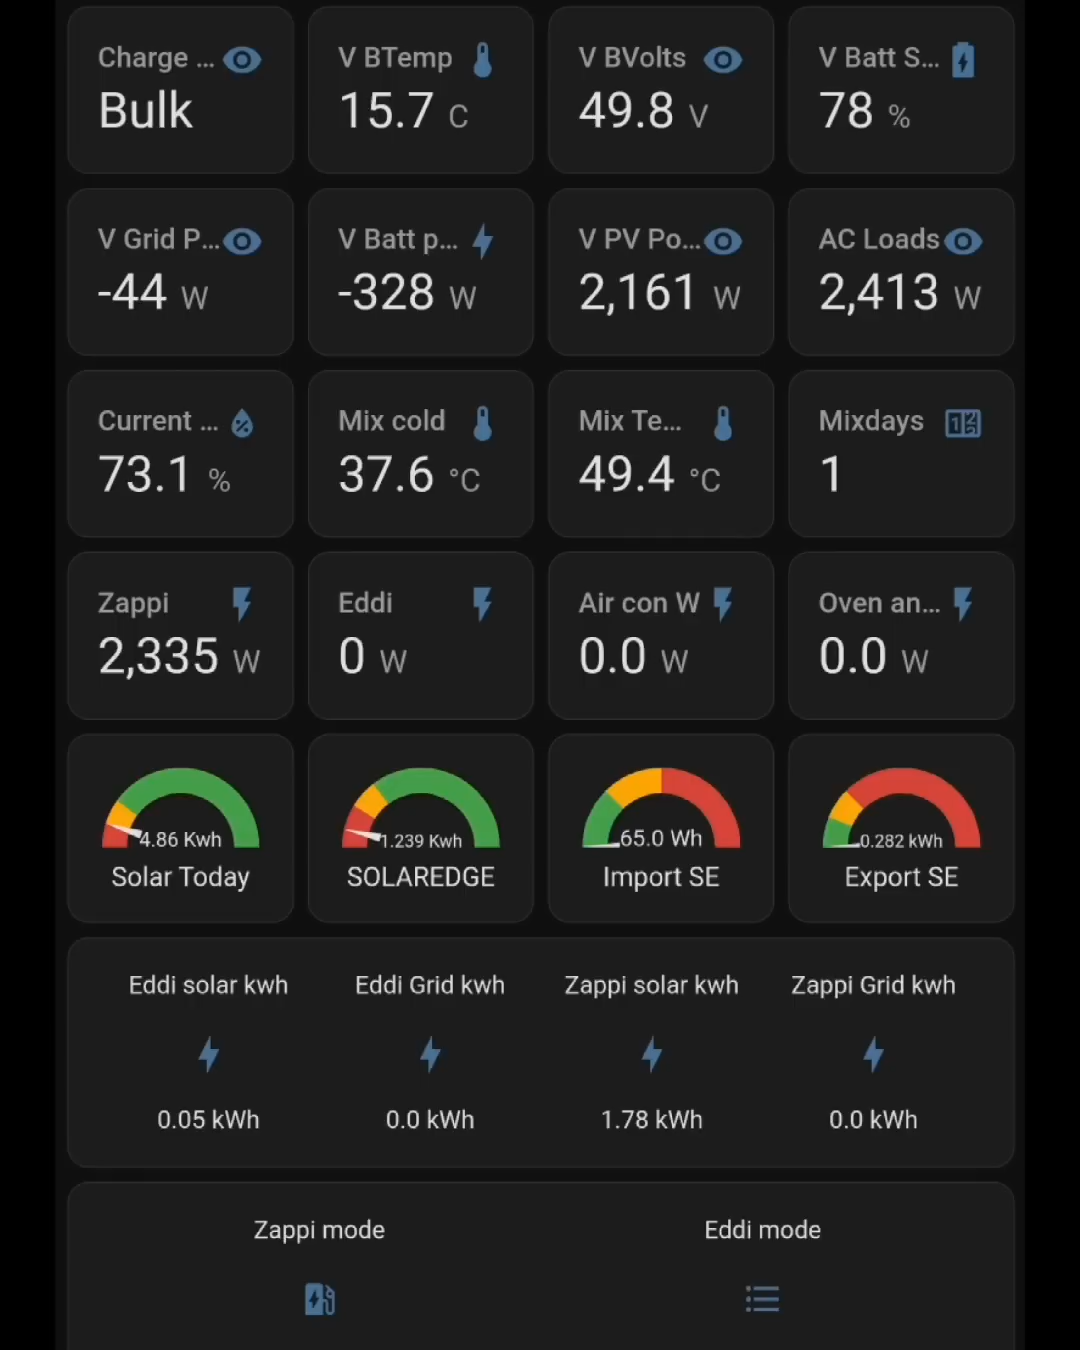 Charge ...
Bulk
V BTemp
15.7 C
V BVolts
49.8 V
V Batt S...
78 %
V Grid P...
-44 W
V Batt p...
-328 W
V PV Po...
2,161 W
AC Loads
2,413 W
Current ...
73.1 %
Mix cold
37.6 °C
Mix Te...
49.4 °C
Mixdays
1
Zappi
2,335 W
Eddi
0 W
Air con W
0.0 W
Oven an...
0.0 W
4.86 Kwh
Solar Today
1.239 Kwh
SOLAREDGE
65.0 Wh
Import SE
0.282 kWh
Export SE
Eddi solar kwh
0.05 kWh
Eddi Grid kwh
0.0 kWh
Zappi solar kwh
1.78 kWh
Zappi Grid kwh
0.0 kWh
Zappi mode
Eddi mode